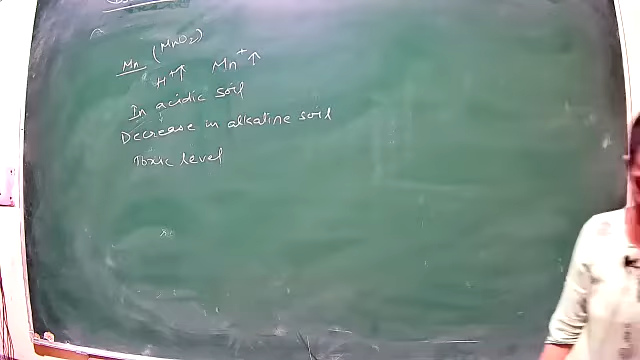 Mn (MnO₂)
H⁺↑ Mn⁺↑
In acidic soil
Decrease in alkaline soil
Toxic level